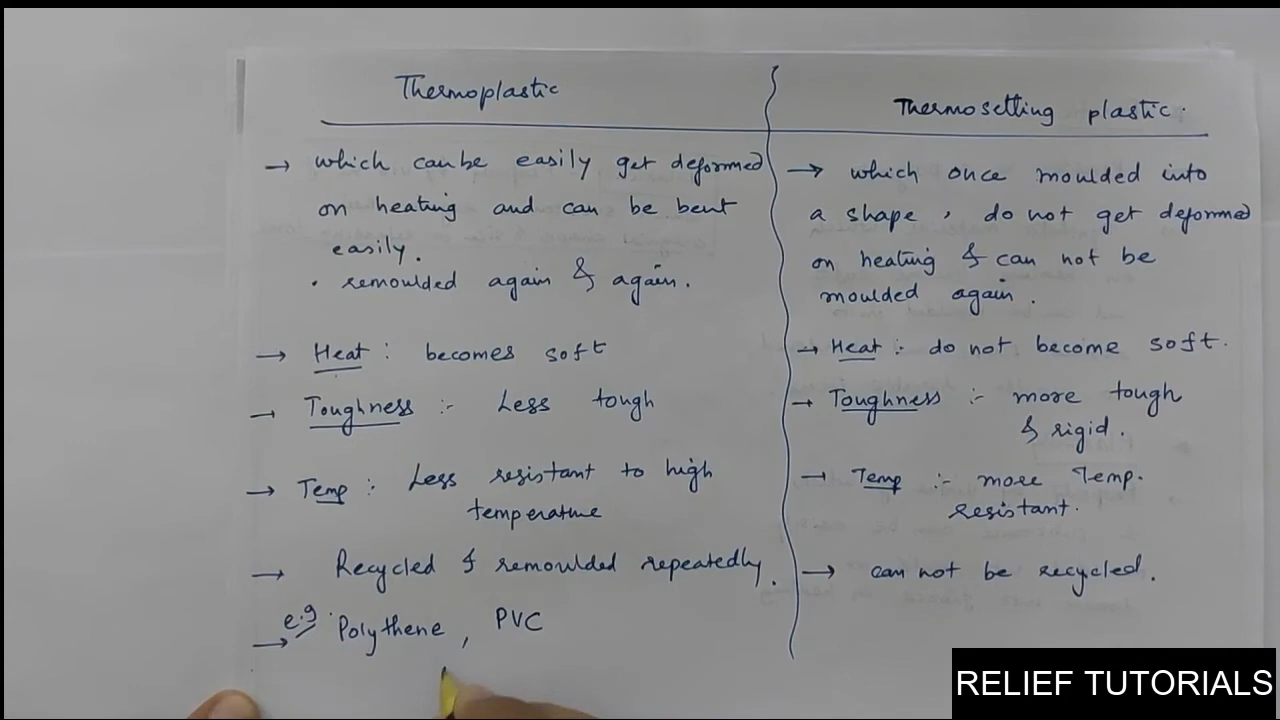 Thermoplastic
→ which can be easily get deformed
on heating and can be bent
easily.
. remoulded again & again.
→ Heat : becomes soft
→ Toughness :- Less tough
→ Temp : Less resistant to high
temperature
→ Recycled & remoulded repeatedly.
→ e.g. Polythene, PVC
Thermosetting plastic.
→ which once moulded into
a shape, do not get deformed
on heating & can not be
moulded again.
→ Heat :- do not become soft.
→ Toughness :- more tough
& rigid.
→ Temp :- more Temp.
resistant.
→ can not be recycled.
RELIEF TUTORIALS